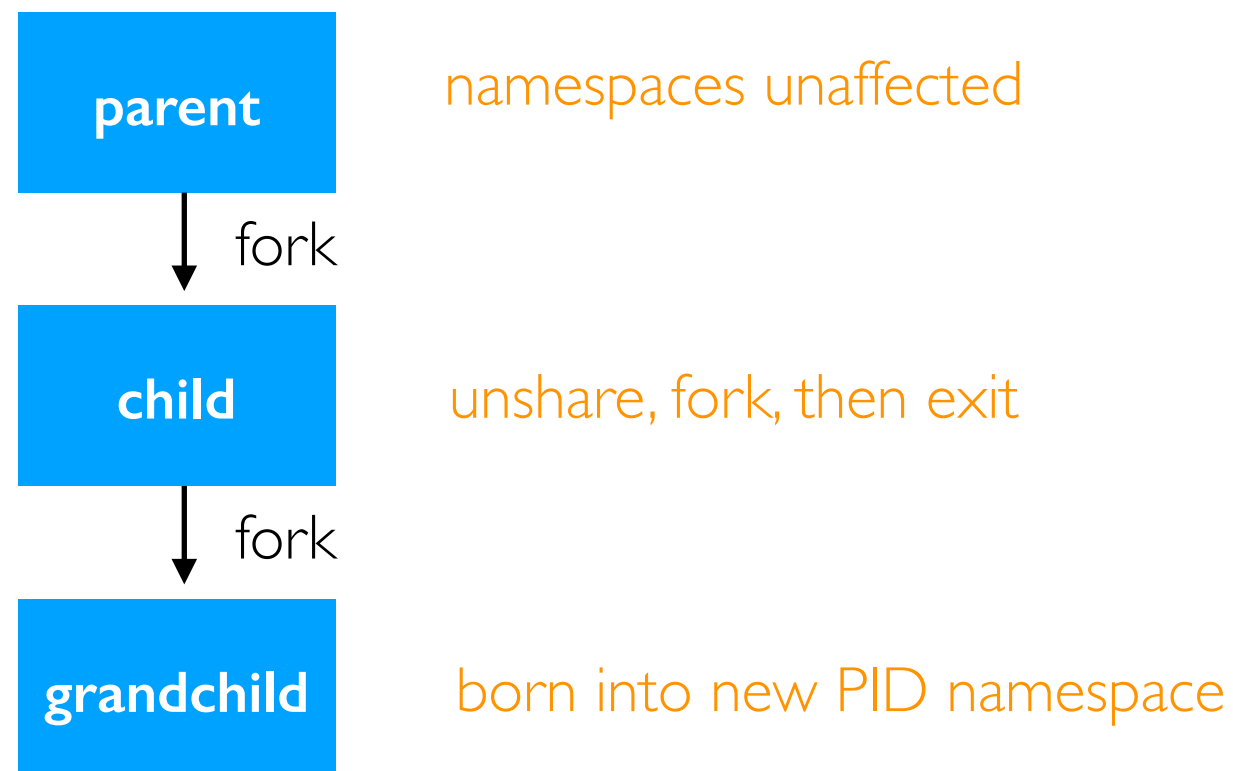 parent
namespaces unaffected
fork
child
unshare, fork, then exit
fork
grandchild
born into new PID namespace